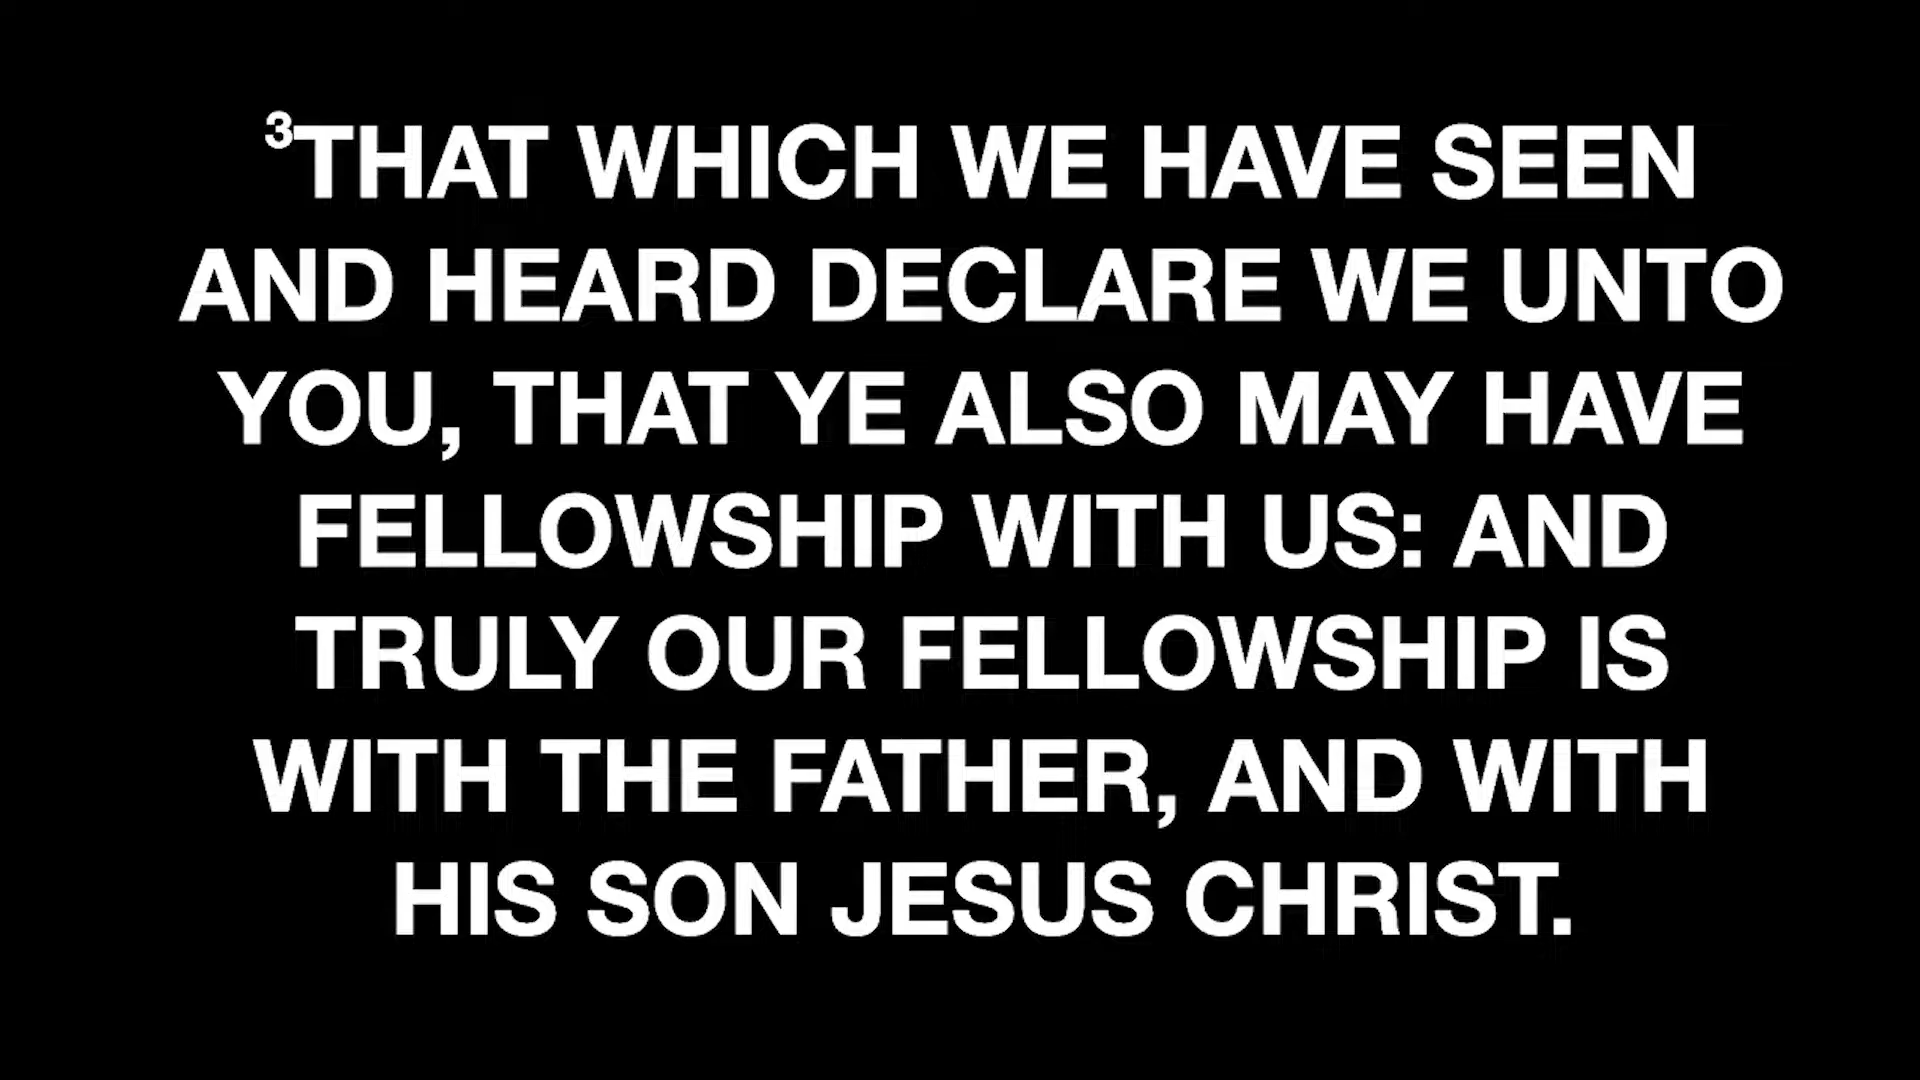 ³THAT WHICH WE HAVE SEEN
AND HEARD DECLARE WE UNTO
YOU, THAT YE ALSO MAY HAVE
FELLOWSHIP WITH US: AND
TRULY OUR FELLOWSHIP IS
WITH THE FATHER, AND WITH
HIS SON JESUS CHRIST.